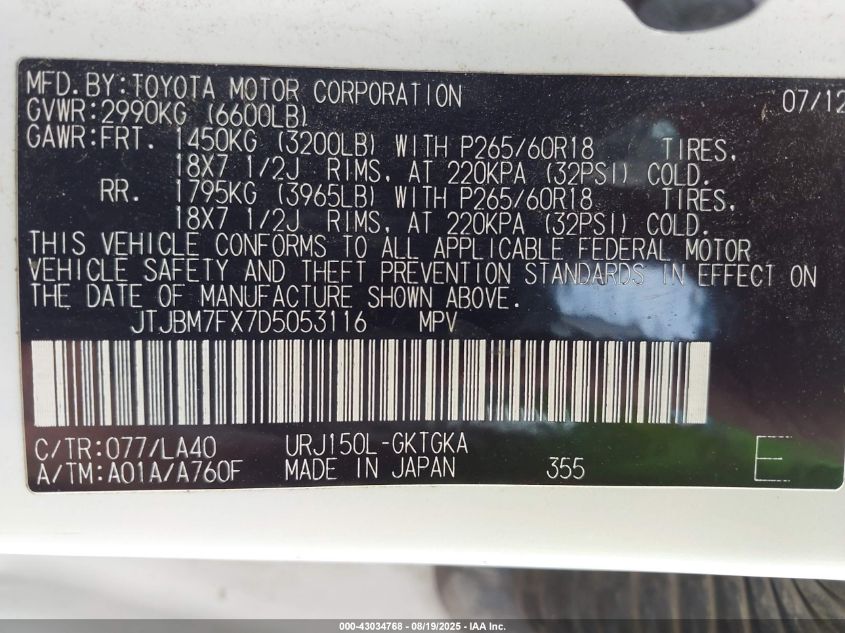 MFD. BY: TOYOTA MOTOR CORPORATION 07/12
GVWR: 2990KG (6600LB)
GAWR: FRT. 1450KG (3200LB) WITH P265/60R18 TIRES,
18X7 1/2J RIMS, AT 220KPA (32PSI) COLD.
RR. 1795KG (3965LB) WITH P265/60R18 TIRES,
18X7 1/2J RIMS, AT 220KPA (32PSI) COLD.
THIS VEHICLE CONFORMS TO ALL APPLICABLE FEDERAL MOTOR
VEHICLE SAFETY AND THEFT PREVENTION STANDARDS IN EFFECT ON
THE DATE OF MANUFACTURE SHOWN ABOVE.
JTJBM7FX7D5053116 MPV
C/TR: 077/LA40 URJ150L-GKTGKA
A/TM: A01A/A760F MADE IN JAPAN 355 E
000-43034768 - 08/19/2025 - IAA Inc.